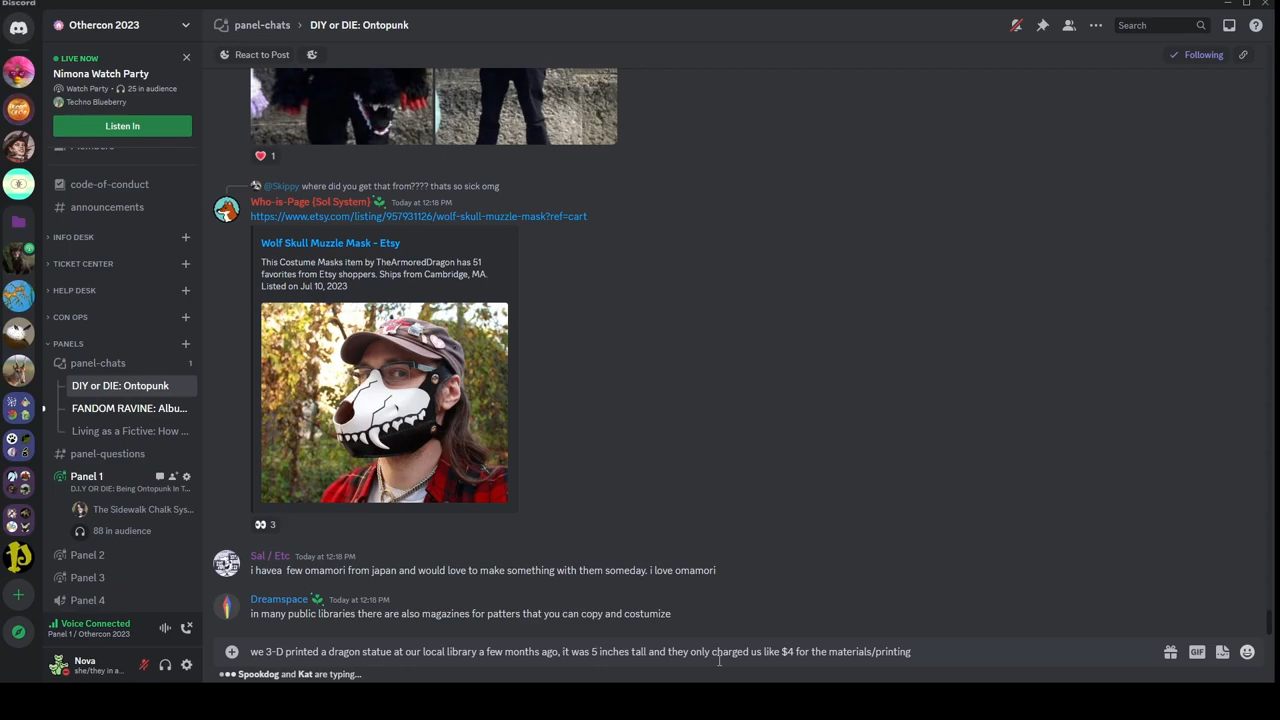 Discord
Othercon 2023
panel-chats
DIY or DIE: Ontopunk
Search
LIVE NOW
Nimona Watch Party
Watch Party • 25 in audience
Techno Blueberry
Listen In
React to Post
Following
code-of-conduct
announcements
INFO DESK
TICKET CENTER
HELP DESK
CON OPS
PANELS
panel-chats 1
DIY or DIE: Ontopunk
FANDOM RAVINE: Albu...
Living as a Fictive: How ...
panel-questions
Panel 1
D.I.Y OR DIE: Being Ontopunk In T...
The Sidewalk Chalk Sys...
88 in audience
Panel 2
Panel 3
Panel 4
Voice Connected
Panel 1 / Othercon 2023
Nova
she/they in a...
1
@Skippy where did you get that from???? thats so sick omg
Who-is-Page {Sol System} Today at 12:18 PM
https://www.etsy.com/listing/957931126/wolf-skull-muzzle-mask?ref=cart
Wolf Skull Muzzle Mask - Etsy
This Costume Masks item by TheArmoredDragon has 51
favorites from Etsy shoppers. Ships from Cambridge, MA.
Listed on Jul 10, 2023
3
Sal / Etc Today at 12:18 PM
i havea few omamori from japan and would love to make something with them someday. i love omamori
Dreamspace Today at 12:18 PM
in many public libraries there are also magazines for patters that you can copy and costumize
we 3-D printed a dragon statue at our local library a few months ago, it was 5 inches tall and they only charged us like $4 for the materials/printing
GIF
Spookdog and Kat are typing...